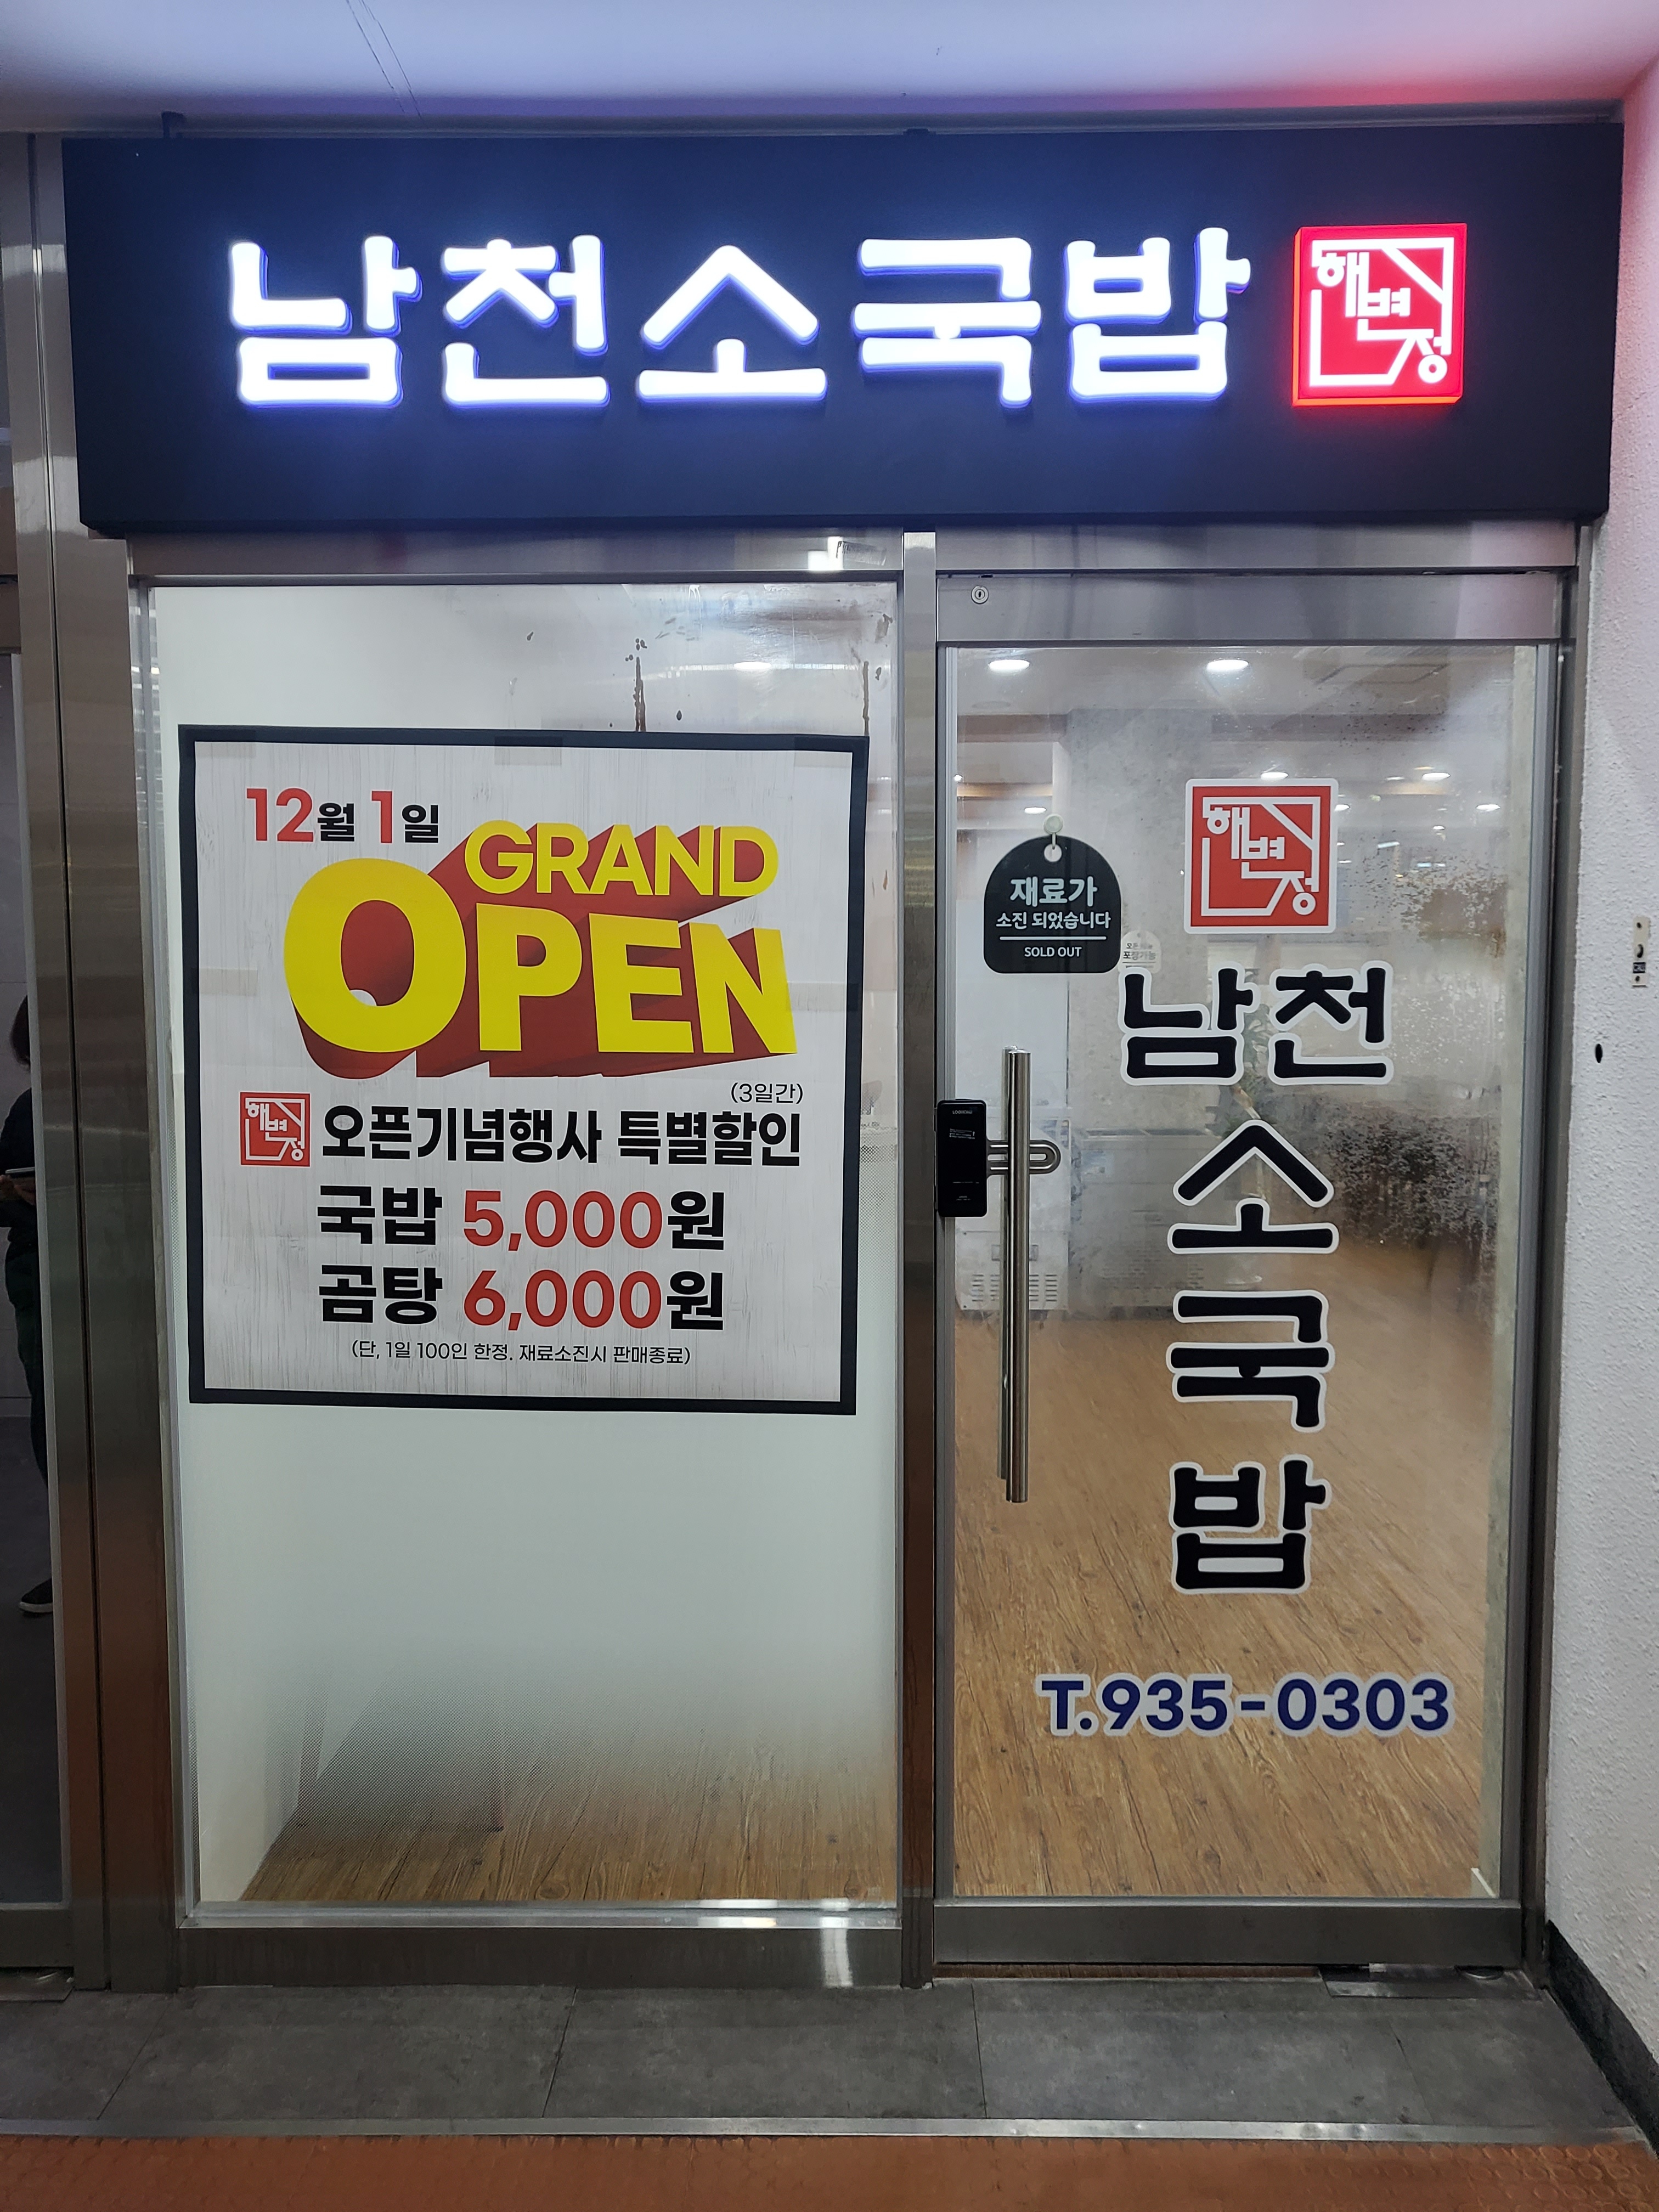 남천소국밥
해변정
12월 1일
GRAND
OPEN
(3일간)
해변정
오픈기념행사 특별할인
국밥 5,000원
곰탕 6,000원
(단, 1일 100인 한정. 재료소진시 판매종료)
재료가
소진 되었습니다
SOLD OUT
포장가능
해변정
남천
소
국
밥
T.935-0303